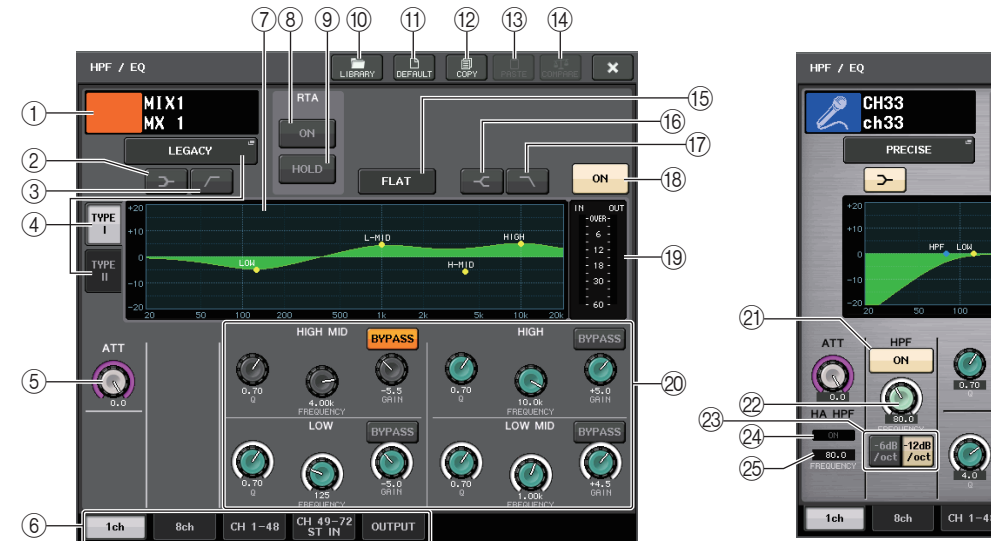 ⑦ ⑧ ⑨ ⑩ ⑪ ⑫ ⑬ ⑭
HPF / EQ
LIBRARY DEFAULT COPY PASTE COMPARE
①
MIX1
MX 1
RTA
ON
HOLD
LEGACY
② ③
FLAT
ON
⑮ ⑯ ⑰ ⑱
④
TYPE
I
TYPE
II
+20
+10
0
-10
-20
20 50 100 200 500 1k 2k 5k 10k 20k
LOW L-MID H-MID HIGH
IN OUT
-OVER-
6
12
18
30
60
⑲
HIGH MID BYPASS HIGH BYPASS
⑳
ATT
⑤
0.0
0.70
Q
4.00k
FREQUENCY
-5.5
GAIN
0.70
Q
10.0k
FREQUENCY
+5.0
GAIN
LOW BYPASS LOW MID BYPASS
0.70
Q
125
FREQUENCY
-5.0
GAIN
0.70
Q
1.00k
FREQUENCY
+4.5
GAIN
⑥
1ch 8ch CH 1-48 CH 49-72
ST IN OUTPUT
HPF / EQ
CH33
ch33
PRECISE
+20
+10
0
-10
-20
20 50 100
HPF LOW
㉑
ATT HPF
ON
0.0
㉒
80.0
FREQUENCY
0.70
Q
㉓
HA HPF
㉔
ON
-6dB
/oct
-12dB
/oct
㉕
80.0
FREQUENCY
4.0
Q
1ch 8ch CH 1-48